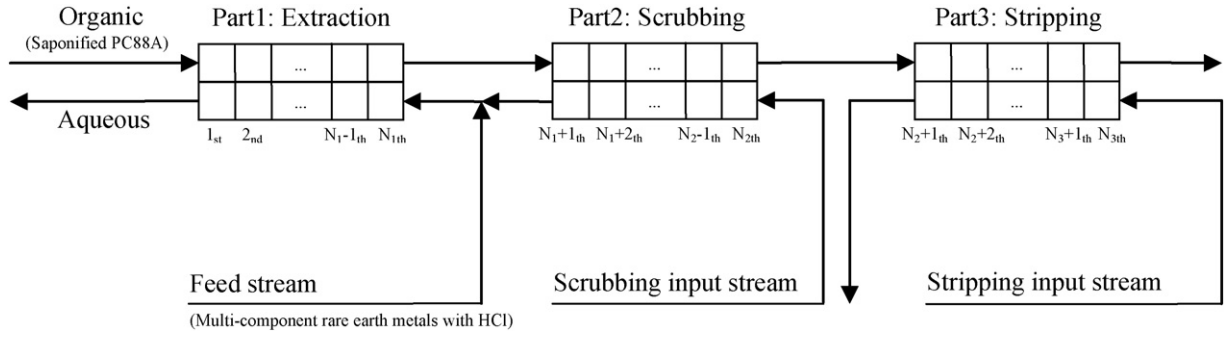 Organic
(Saponified PC88A)
Part1: Extraction
Part2: Scrubbing
Part3: Stripping
...
...
...
...
...
...
Aqueous
1st 2nd N1-1th N1th
N1+1th N1+2th N2-1th N2th
N2+1th N2+2th N3+1th N3th
Feed stream
(Multi-component rare earth metals with HCl)
Scrubbing input stream
Stripping input stream